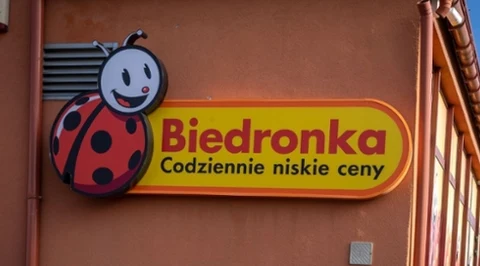 Biedronka
Codziennie niskie ceny